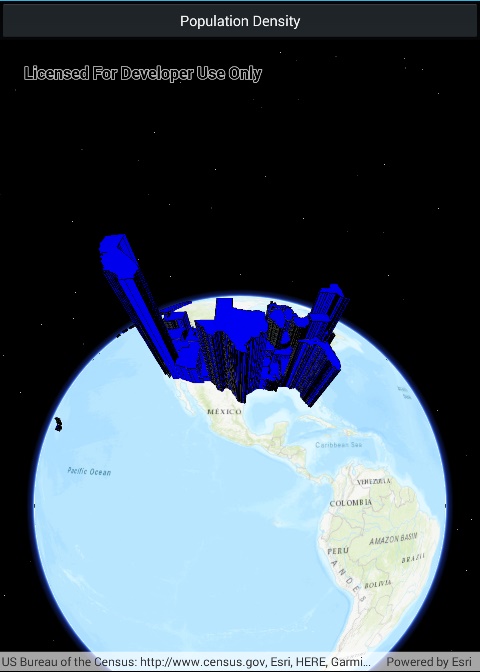 Population Density
Licensed For Developer Use Only
MÉXICO
Caribbean Sea
Pacific Ocean
VENEZUELA
COLOMBIA
AMAZON BASIN
BRAZIL
PERU
ANDES
BOLIVIA
US Bureau of the Census: http://www.census.gov, Esri, HERE, Garmi... Powered by Esri